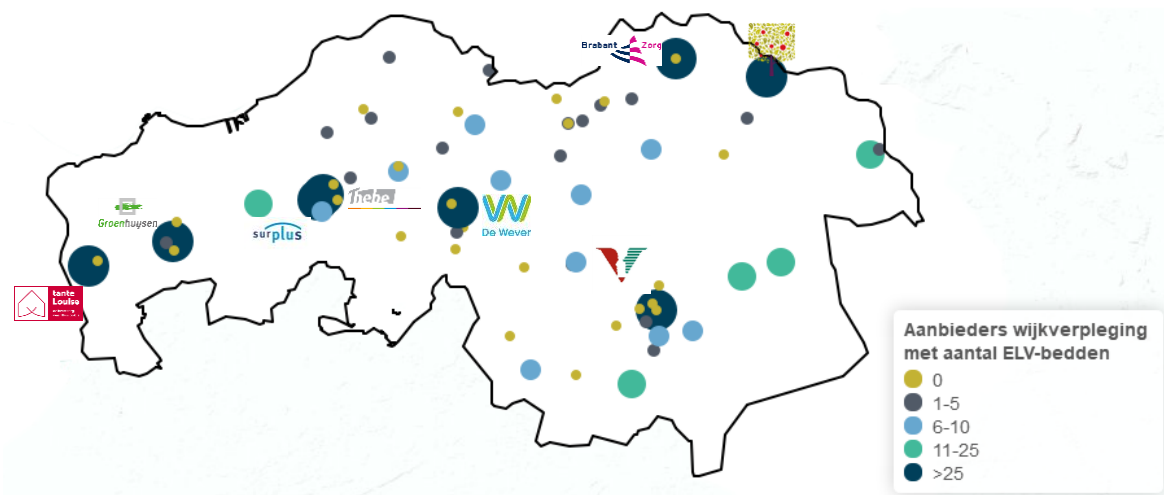 Brabant Zorg
Groenhuysen
thebe
surplus
De Wever
tante
Louise
Aanbieders wijkverpleging
met aantal ELV-bedden
0
1-5
6-10
11-25
>25